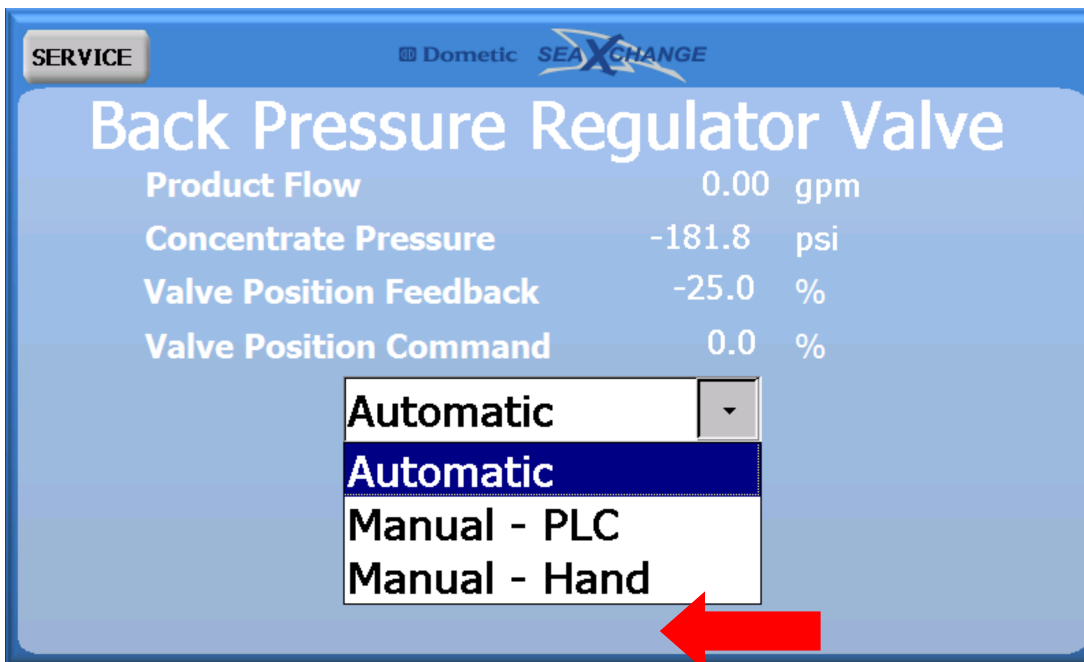 SERVICE
Dometic SEAXCHANGE
Back Pressure Regulator Valve
Product Flow 0.00 gpm
Concentrate Pressure -181.8 psi
Valve Position Feedback -25.0 %
Valve Position Command 0.0 %
Automatic
Automatic
Manual - PLC
Manual - Hand